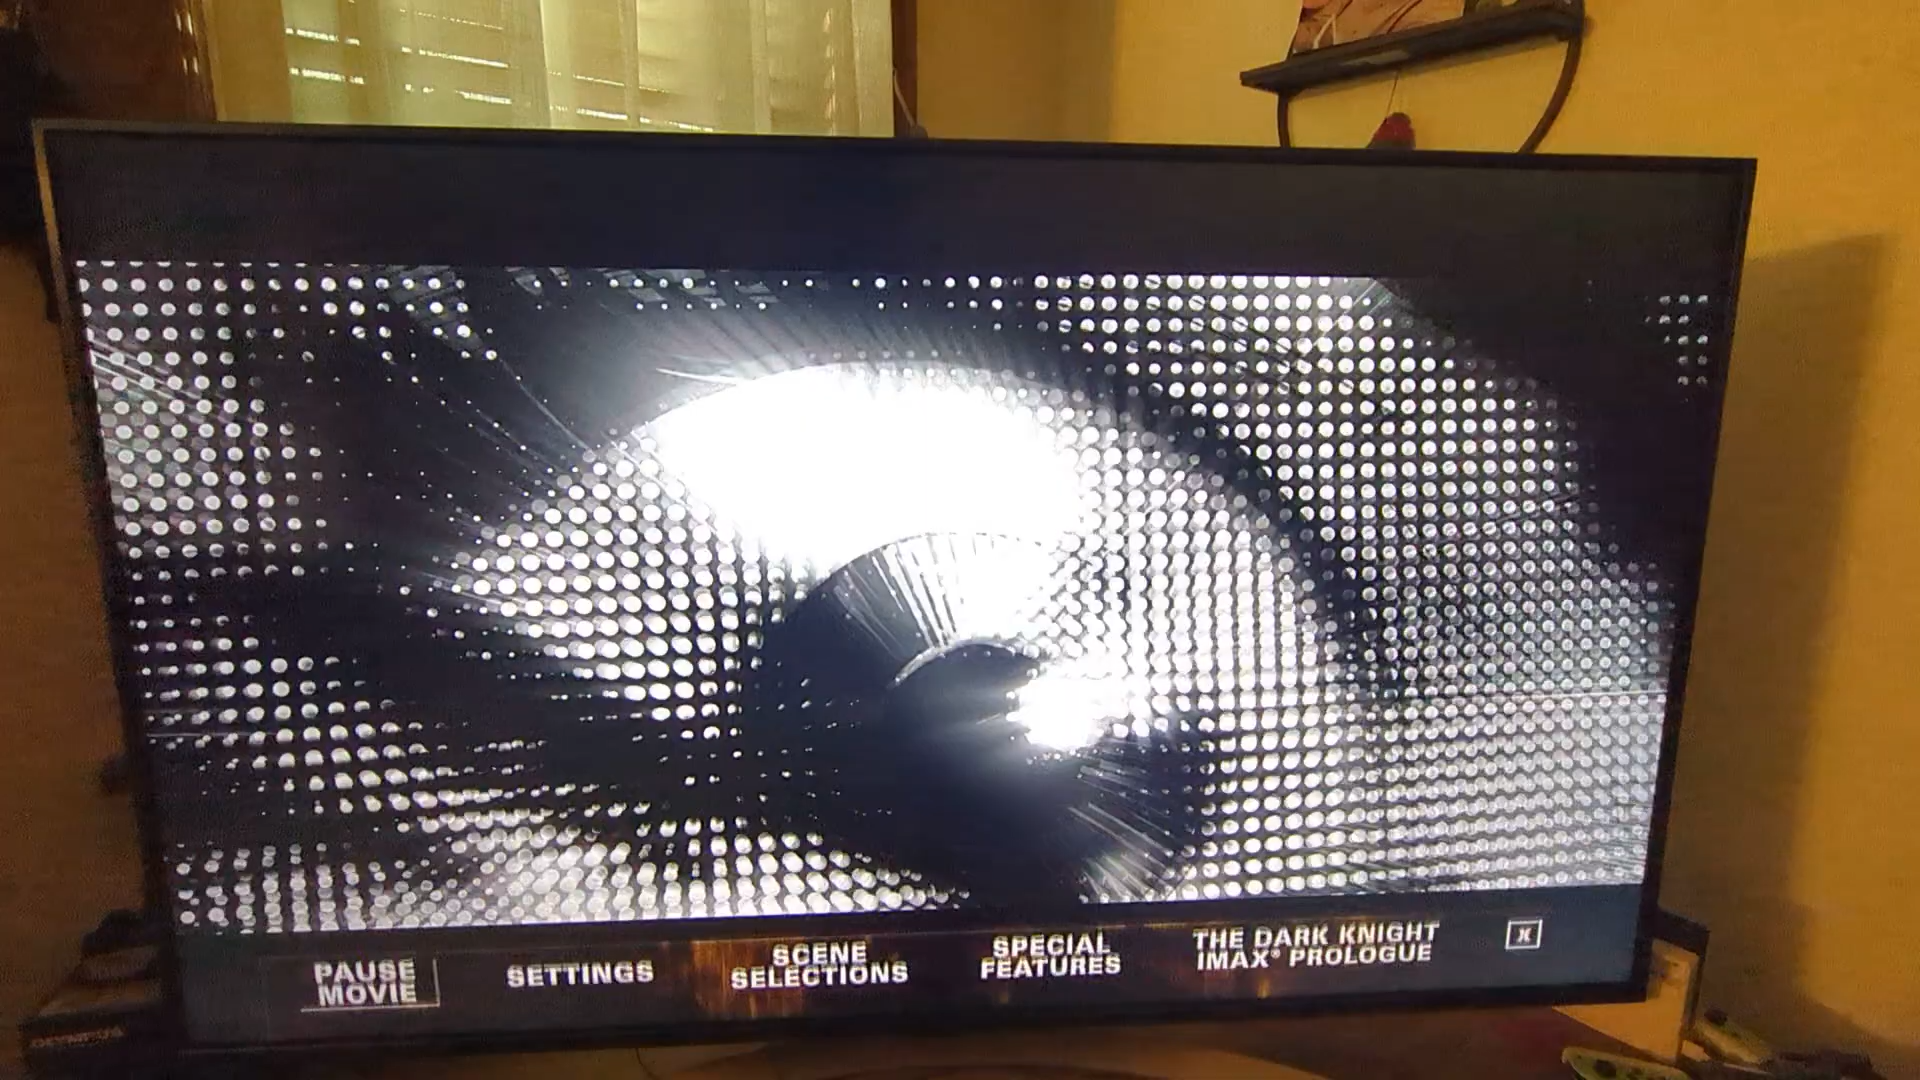 PAUSE
MOVIE
SETTINGS
SCENE
SELECTIONS
SPECIAL
FEATURES
THE DARK KNIGHT
IMAX® PROLOGUE